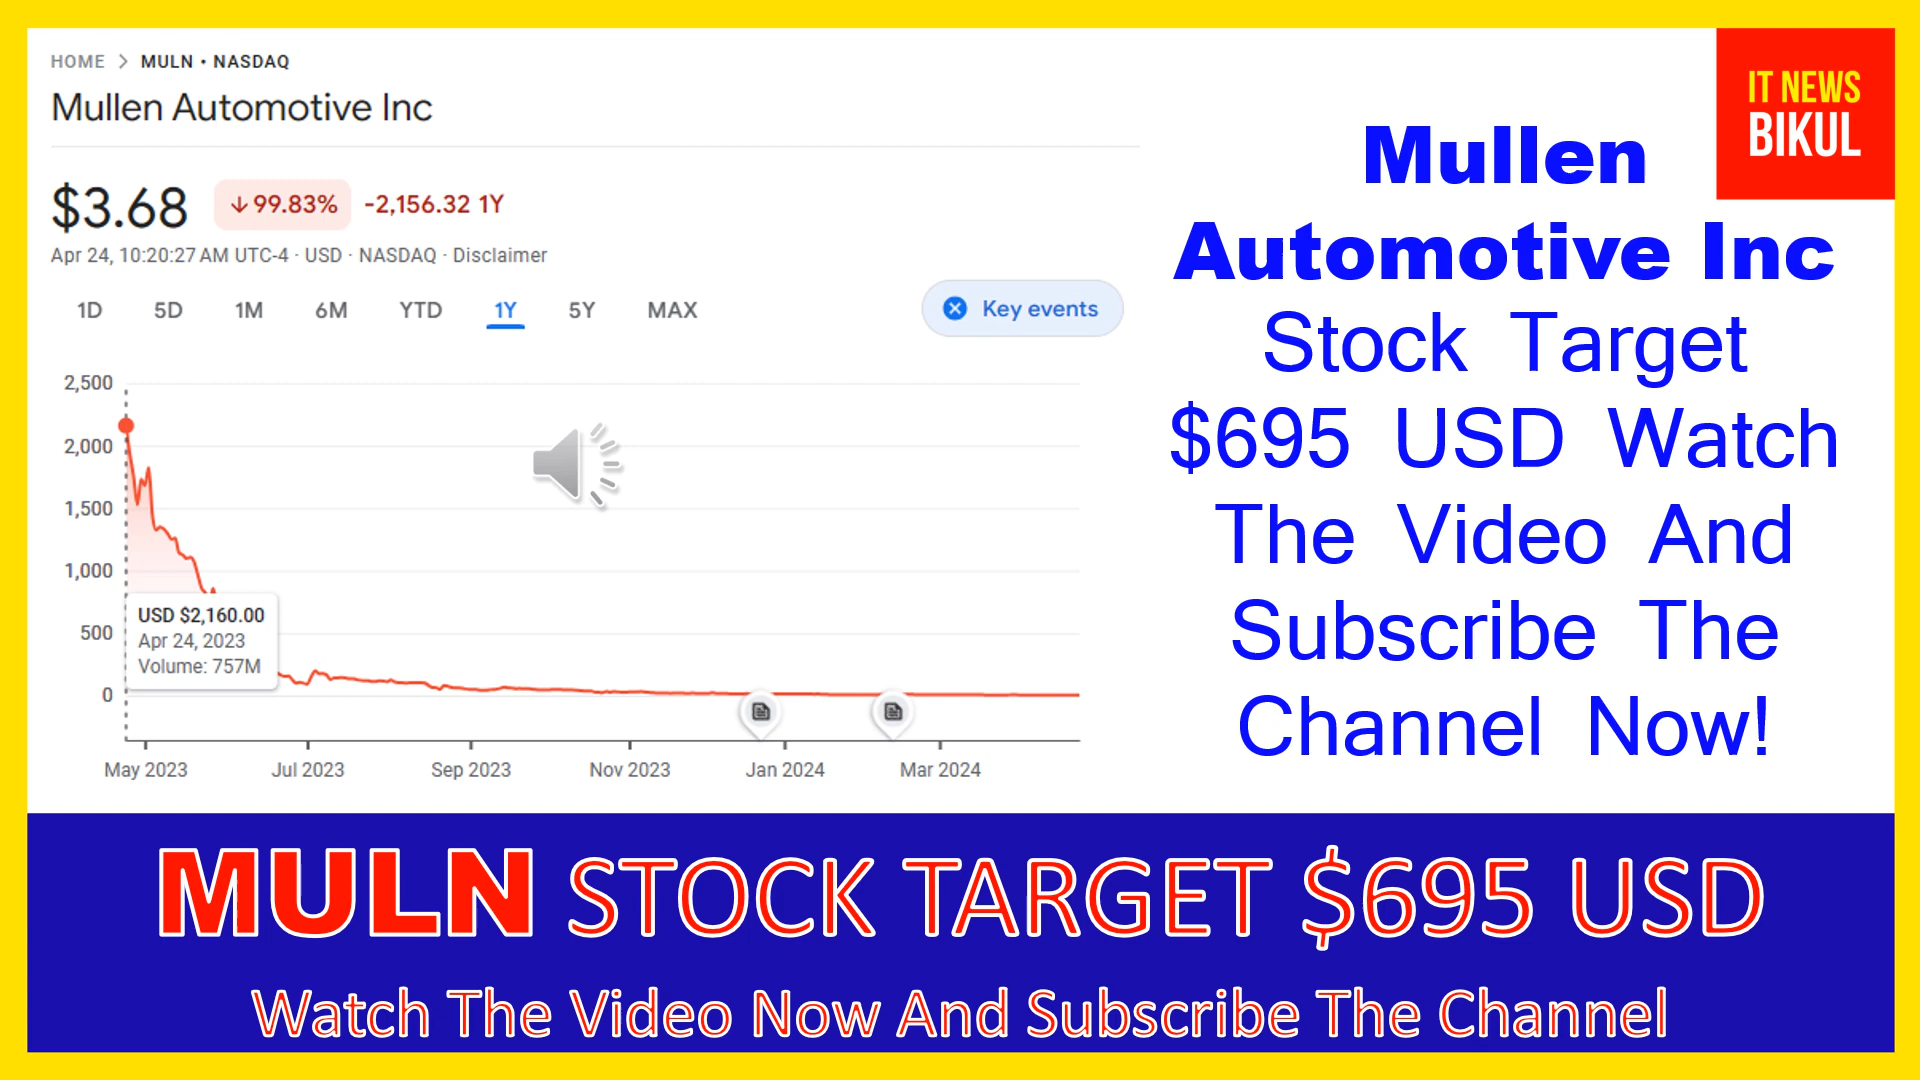 HOME > MULN • NASDAQ
Mullen Automotive Inc
$3.68 ↓ 99.83% -2,156.32 1Y
Apr 24, 10:20:27 AM UTC-4 · USD · NASDAQ · Disclaimer
1D 5D 1M 6M YTD 1Y 5Y MAX
Key events
2,500
2,000
1,500
1,000
500
0
USD $2,160.00
Apr 24, 2023
Volume: 757M
May 2023 Jul 2023 Sep 2023 Nov 2023 Jan 2024 Mar 2024
IT NEWS
BIKUL
Mullen
Automotive Inc
Stock Target
$695 USD Watch
The Video And
Subscribe The
Channel Now!
MULN STOCK TARGET $695 USD
Watch The Video Now And Subscribe The Channel